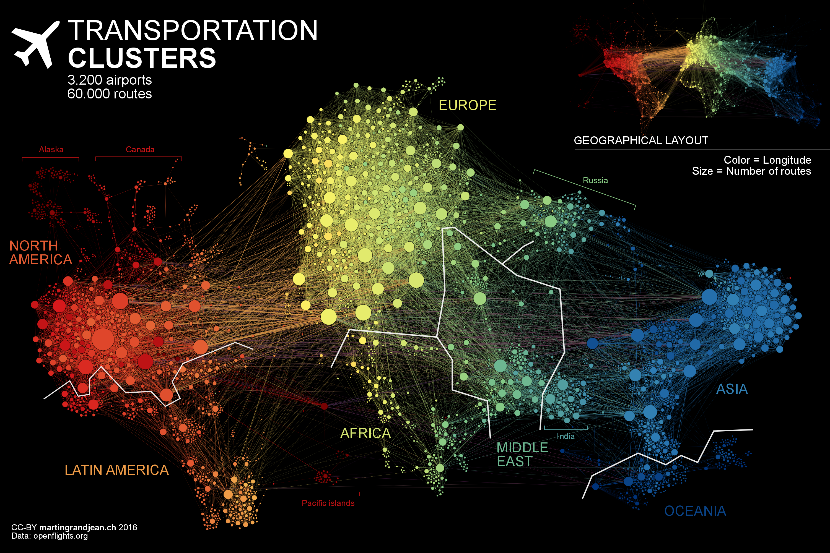 TRANSPORTATION
CLUSTERS
3.200 airports
60.000 routes
EUROPE
GEOGRAPHICAL LAYOUT
Color = Longitude
Size = Number of routes
Alaska
Canada
Russia
NORTH
AMERICA
ASIA
AFRICA
India
MIDDLE
EAST
LATIN AMERICA
Pacific islands
OCEANIA
CC-BY martingrandjean.ch 2016
Data: openflights.org